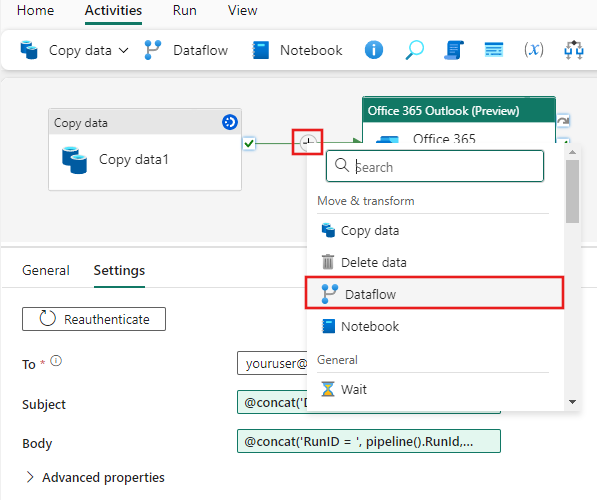 Home Activities Run View
Copy data Dataflow Notebook (x)
Copy data
Copy data1
Office 365 Outlook (Preview)
Office 365
Search
Move & transform
Copy data
Delete data
Dataflow
Notebook
General
Wait
General Settings
Reauthenticate
To * youruser@
Subject @concat('D
Body @concat('RunID = ', pipeline().RunId,...
Advanced properties